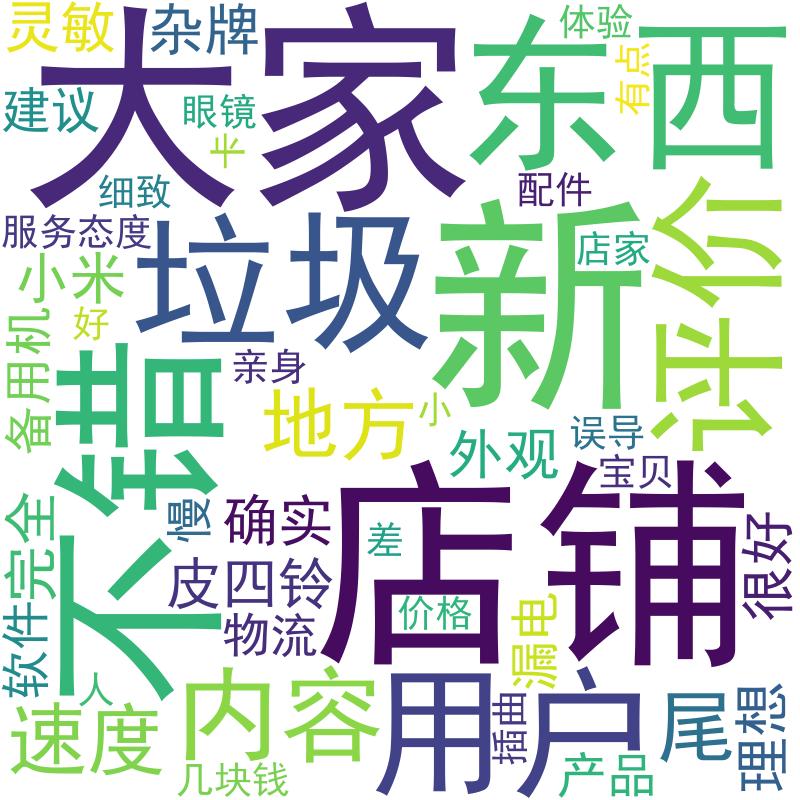 灵敏
杂牌
大家
体验
东西
有点
建议
眼镜
半
细致
配件
服务态度
垃圾
新
店家
评价
小米
好
备用机
不错
亲身
地方
小
外观
误导
宝贝
店铺
慢
确实
差
很好
完全
皮四铃
价格
漏电
物流
软件
人
速度
内容
用户
插曲
尾
理想
几块钱
产品